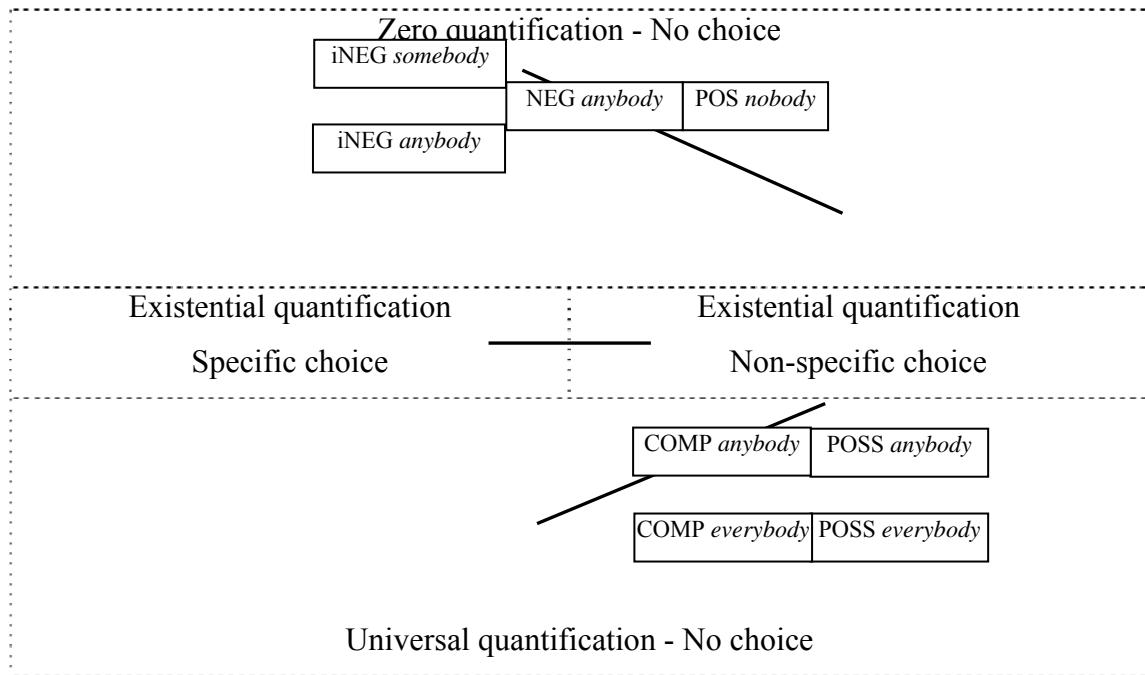 Zero quantification - No choice
iNEG somebody
NEG anybody POS nobody
iNEG anybody
Existential quantification Existential quantification
Specific choice Non-specific choice
COMP anybody POSS anybody
COMP everybody POSS everybody
Universal quantification - No choice